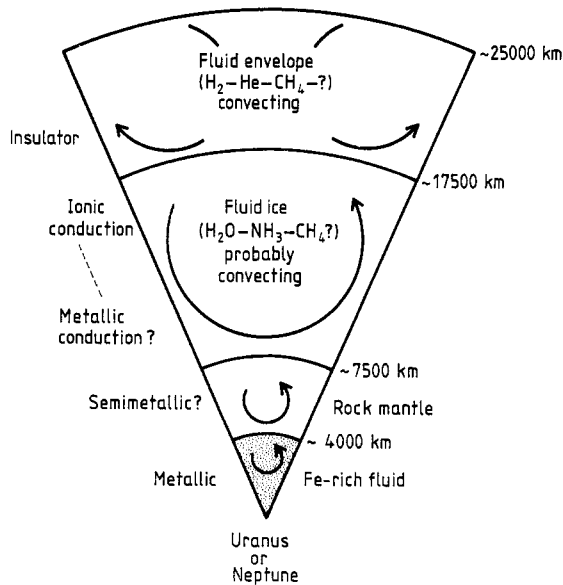 ~25000 km
Fluid envelope
(H₂–He–CH₄–?)
convecting
Insulator
~17500 km
Ionic
conduction
Fluid ice
(H₂O–NH₃–CH₄?)
probably
convecting
Metallic
conduction ?
~7500 km
Semimetallic?
Rock mantle
~ 4000 km
Metallic
Fe-rich fluid
Uranus
or
Neptune